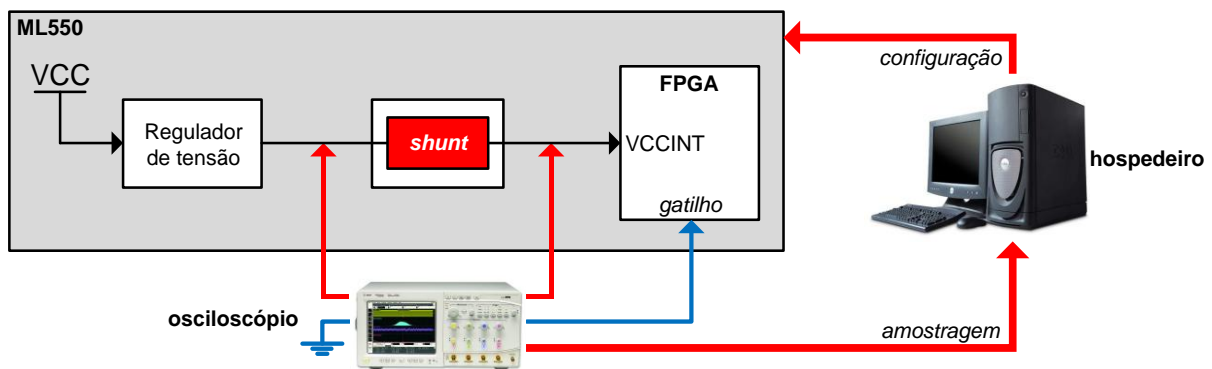 ML550
VCC
Regulador
de tensão
shunt
FPGA
VCCINT
gatilho
configuração
hospedeiro
osciloscópio
amostragem